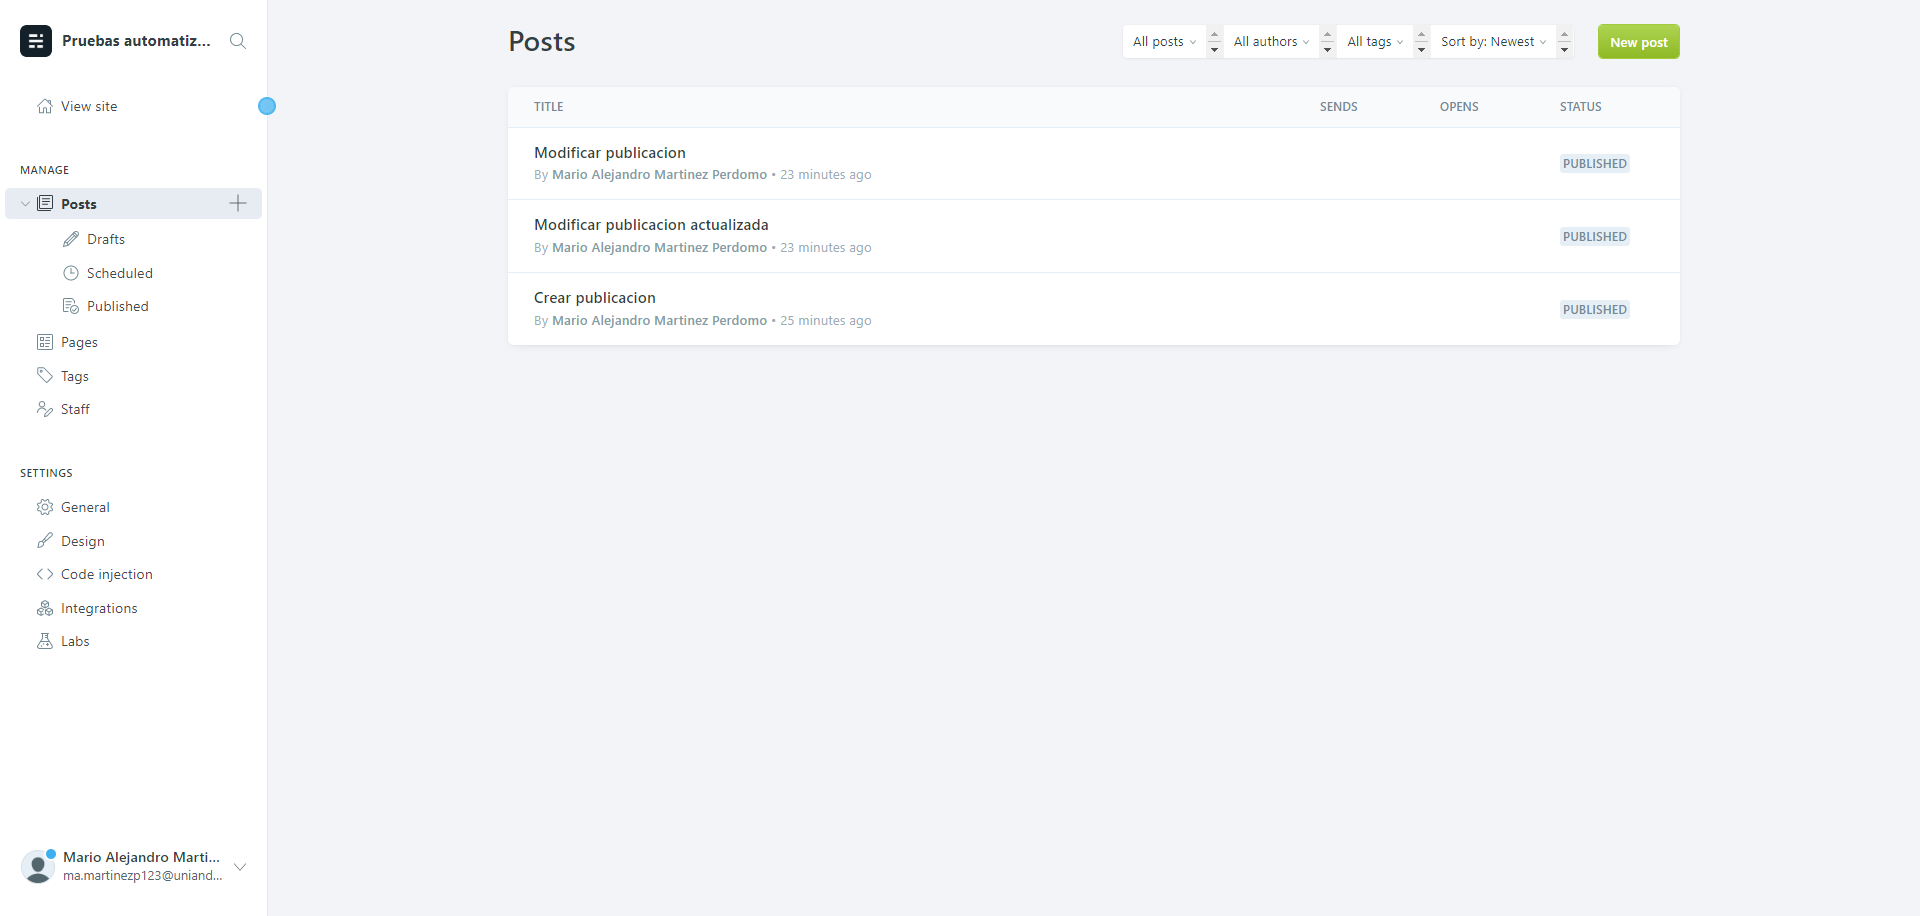 Pruebas automatiz...
View site
MANAGE
Posts
Drafts
Scheduled
Published
Pages
Tags
Staff
SETTINGS
General
Design
Code injection
Integrations
Labs
Mario Alejandro Marti...
ma.martinezp123@uniand...
Posts
All posts
All authors
All tags
Sort by: Newest
New post
TITLE SENDS OPENS STATUS
Modificar publicacion
By Mario Alejandro Martinez Perdomo • 23 minutes ago
PUBLISHED
Modificar publicacion actualizada
By Mario Alejandro Martinez Perdomo • 23 minutes ago
PUBLISHED
Crear publicacion
By Mario Alejandro Martinez Perdomo • 25 minutes ago
PUBLISHED